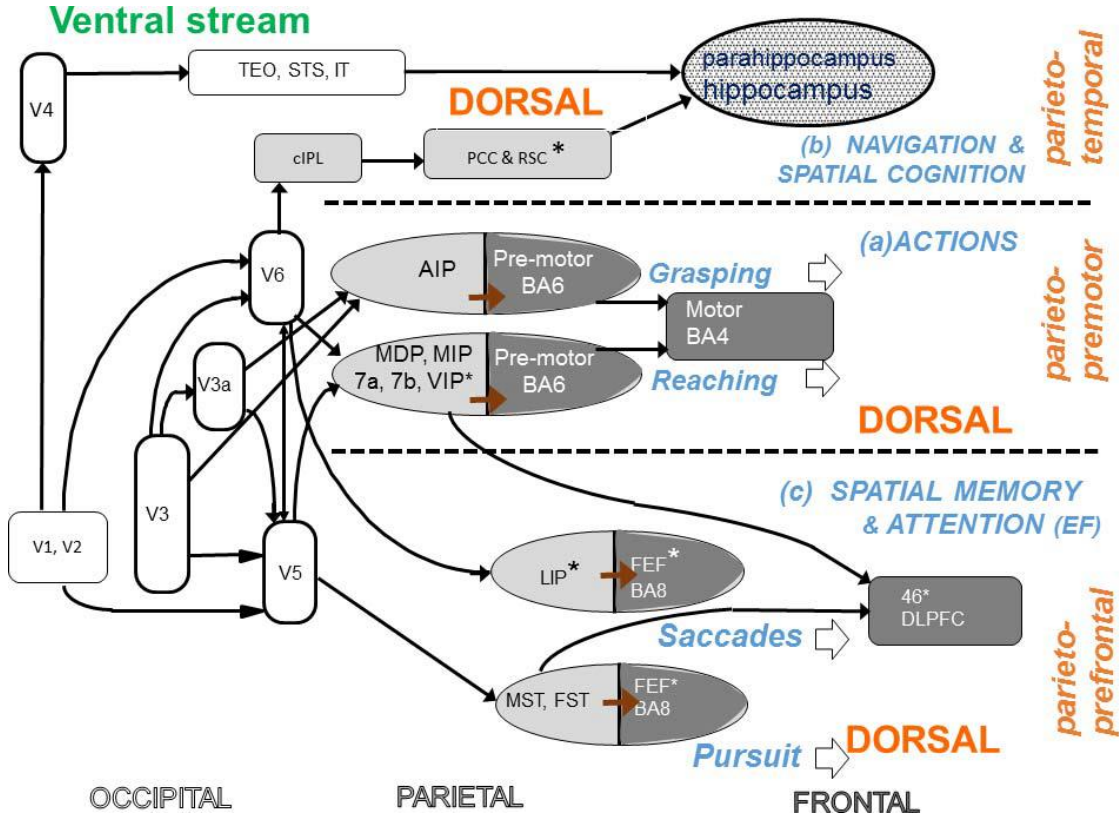 Ventral stream
TEO, STS, IT
parahippocampus
hippocampus
V4
DORSAL
parieto-
temporal
cIPL
PCC & RSC *
(b) NAVIGATION &
SPATIAL COGNITION
V6
AIP
Pre-motor
BA6
Grasping
(a)ACTIONS
Motor
BA4
MDP, MIP
7a, 7b, VIP*
Pre-motor
BA6
Reaching
parieto-
premotor
V3a
DORSAL
V3
V1, V2
V5
(c) SPATIAL MEMORY
& ATTENTION (EF)
LIP*
FEF*
BA8
46*
DLPFC
Saccades
MST, FST
FEF*
BA8
parieto-
prefrontal
Pursuit
DORSAL
OCCIPITAL
PARIETAL
FRONTAL